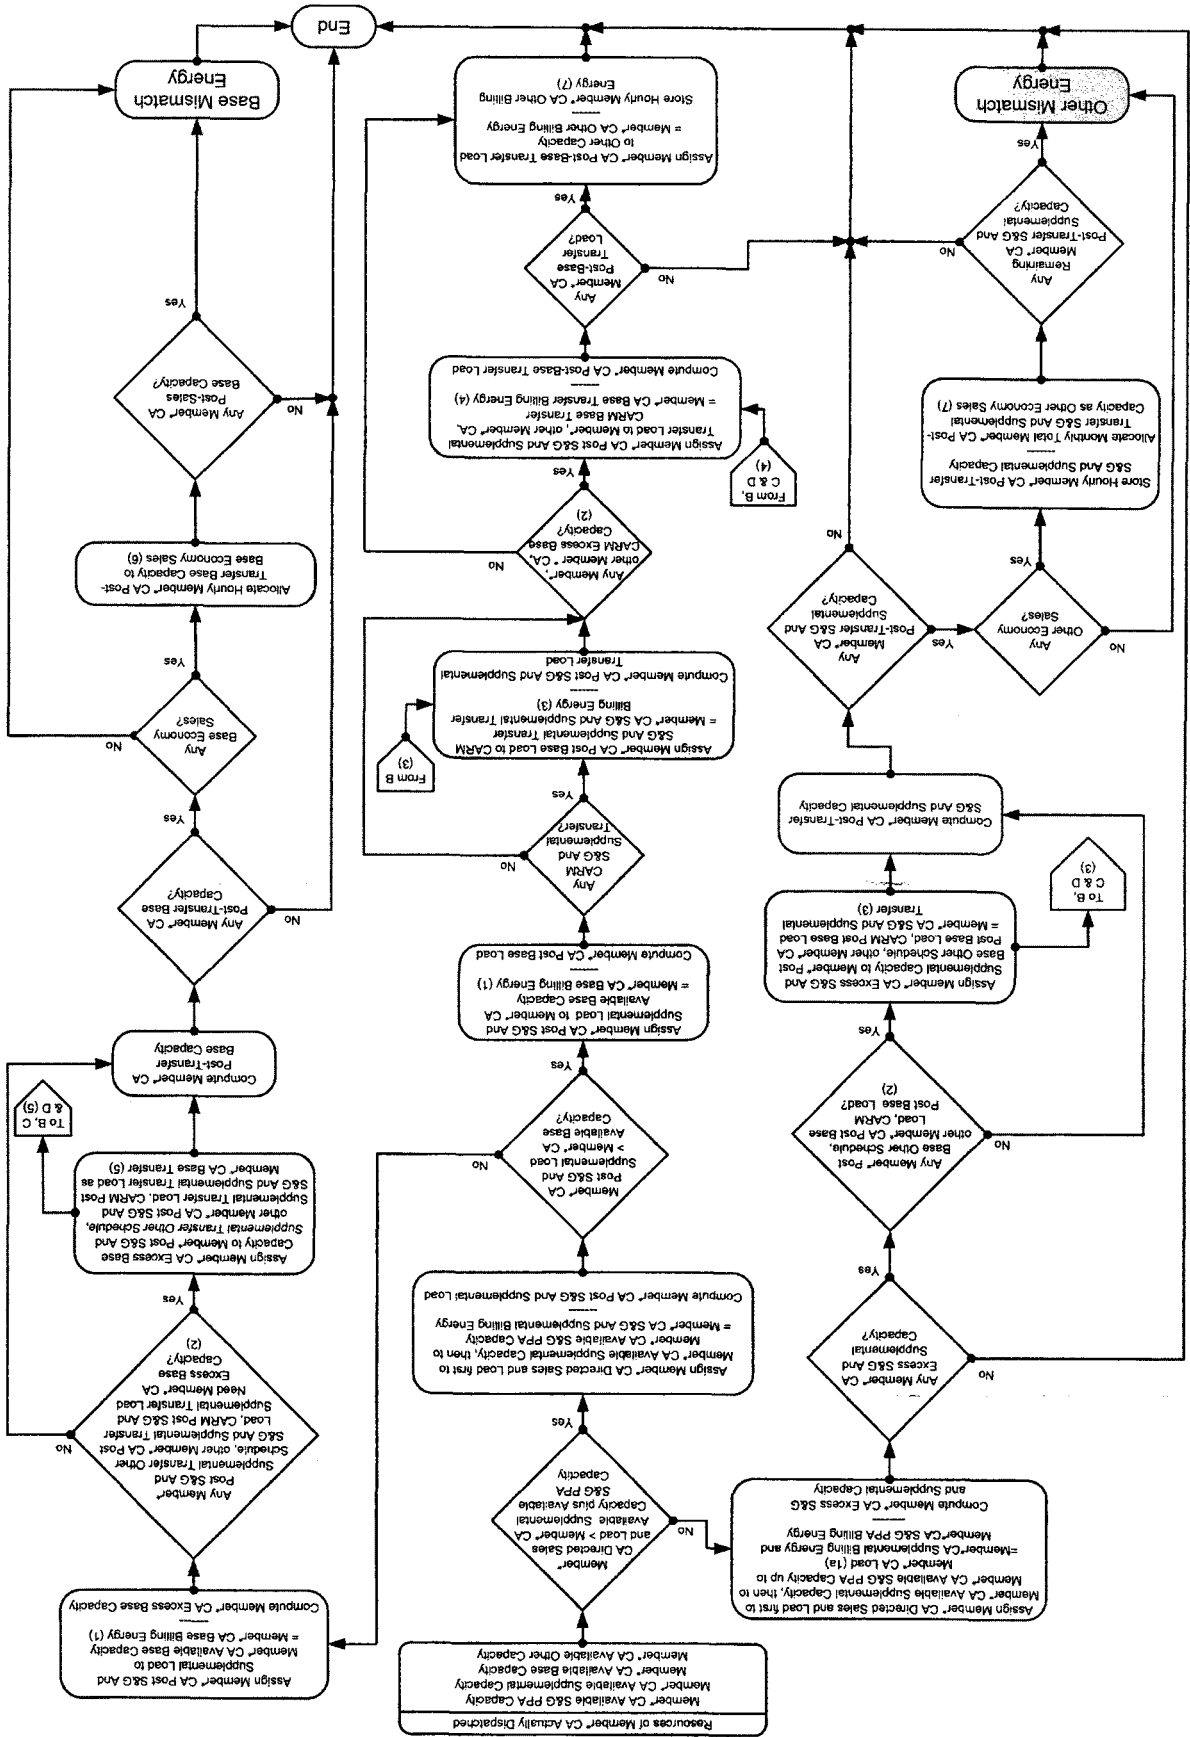 Resources of Member* CA Actually Dispatched
Member* CA Available S&G PPA Capacity
Member* CA Available Supplemental Capacity
Member* CA Available Base Capacity
Member* CA Available Other Capacity
Member*
CA Directed Sales
and Load > Member* CA
Available Supplemental
Capacity plus Available
S&G PPA
Capacity
No
Yes
Assign Member* CA Directed Sales and Load first to
Member* CA Available Supplemental Capacity, then to
Member* CA Available S&G PPA Capacity up to
Member* CA Load (1a)
=Member*CA Supplemental Billing Energy and
Member*CA S&G PPA Billing Energy
-------
Compute Member* CA Excess S&G
and Supplemental Capacity
Any Member* CA
Excess S&G And
Supplemental
Capacity?
No
Yes
Any Member* Post
Base Other Schedule,
other Member* CA Post Base
Load, CARM
Post Base Load?
(2)
No
Yes
Assign Member* CA Excess S&G And
Supplemental Capacity to Member* Post
Base Other Schedule, other Member* CA
Post Base Load, CARM Post Base Load
= Member* CA S&G And Supplemental
Transfer (3)
To B,
C & D
(3)
Compute Member* CA Post-Transfer
S&G And Supplemental Capacity
Any
Member* CA
Post-Transfer S&G And
Supplemental
Capacity?
Yes
No
Any
Other Economy
Sales?
No
Yes
Store Hourly Member* CA Post-Transfer
S&G And Supplemental Capacity
-------
Allocate Monthly Total Member* CA Post-
Transfer S&G And Supplemental
Capacity as Other Economy Sales (7)
Any
Remaining
Member* CA
Post-Transfer S&G And
Supplemental
Capacity?
No
Yes
Other Mismatch
Energy
Assign Member* CA Directed Sales and Load first to
Member* CA Available Supplemental Capacity, then to
Member* CA Available S&G PPA Capacity
= Member* CA S&G And Supplemental Billing Energy
-------
Compute Member* CA Post S&G And Supplemental Load
Member* CA
Post S&G And
Supplemental Load
> Member* CA
Available Base
Capacity?
No
Yes
Assign Member* CA Post S&G And
Supplemental Load to Member* CA
Available Base Capacity
= Member* CA Base Billing Energy (1)
-------
Compute Member* CA Post Base Load
Any
CARM
S&G And
Supplemental
Transfer?
No
Yes
From B
(3)
Assign Member* CA Post Base Load to CARM
S&G And Supplemental Transfer
= Member* CA S&G And Supplemental Transfer
Billing Energy (3)
-------
Compute Member* CA Post S&G And Supplemental
Transfer Load
Any Member*,
other Member* CA,
CARM Excess Base
Capacity?
(2)
No
Yes
From B,
C & D
(4)
Assign Member* CA Post S&G And Supplemental
Transfer Load to Member*, other Member* CA,
CARM Base Transfer
= Member* CA Base Transfer Billing Energy (4)
-------
Compute Member* CA Post-Base Transfer Load
Any
Member* CA
Post-Base
Transfer
Load?
No
Yes
Assign Member* CA Post-Base Transfer Load
to Other Capacity
= Member* CA Other Billing Energy
-------
Store Hourly Member* CA Other Billing
Energy (7)
Assign Member* CA Post S&G And
Supplemental Load to
Member* CA Available Base Capacity
= Member* CA Base Billing Energy (1)
-------
Compute Member* CA Excess Base Capacity
Any Member*
Post S&G And
Supplemental Transfer Other
Schedule, other Member* CA Post
S&G And Supplemental Transfer
Load, CARM Post S&G And
Supplemental Transfer Load
Need Member* CA
Excess Base
Capacity?
(2)
No
Yes
Assign Member* CA Excess Base
Capacity to Member* Post S&G And
Supplemental Transfer Other Schedule,
other Member* CA Post S&G And
Supplemental Transfer Load, CARM Post
S&G And Supplemental Transfer Load as
Member* CA Base Transfer (5)
To B, C
& D (5)
Compute Member* CA
Post-Transfer
Base Capacity
Any Member* CA
Post-Transfer Base
Capacity?
No
Yes
Any
Base Economy
Sales?
No
Yes
Allocate Hourly Member* CA Post-
Transfer Base Capacity to
Base Economy Sales (6)
Any Member* CA
Post-Sales
Base Capacity?
No
Yes
Base Mismatch
Energy
End